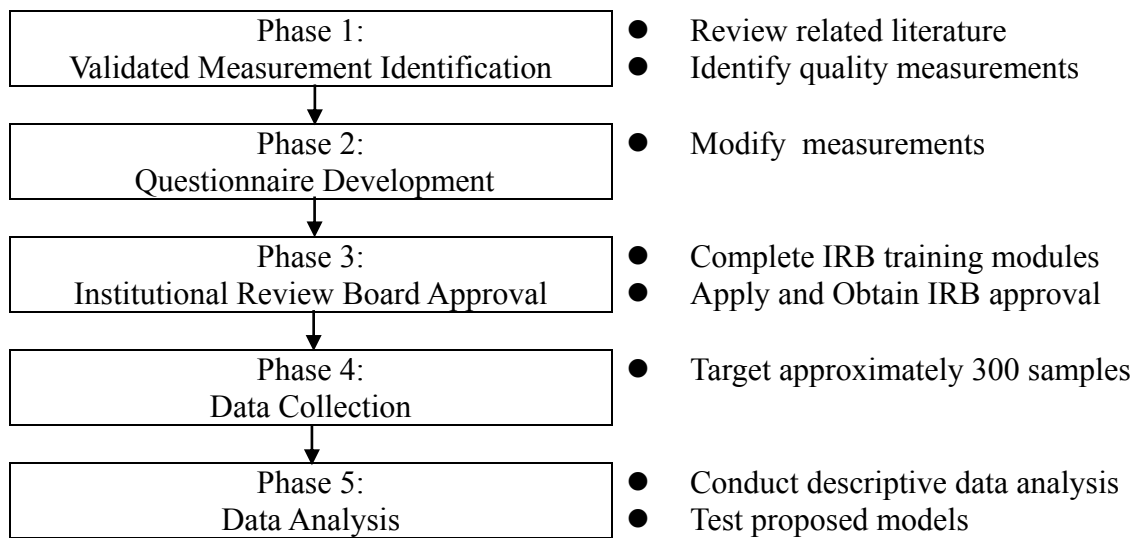 Phase 1:
Validated Measurement Identification
● Review related literature
● Identify quality measurements
Phase 2:
Questionnaire Development
● Modify  measurements
Phase 3:
Institutional Review Board Approval
● Complete IRB training modules
● Apply and Obtain IRB approval
Phase 4:
Data Collection
● Target approximately 300 samples
Phase 5:
Data Analysis
● Conduct descriptive data analysis
● Test proposed models